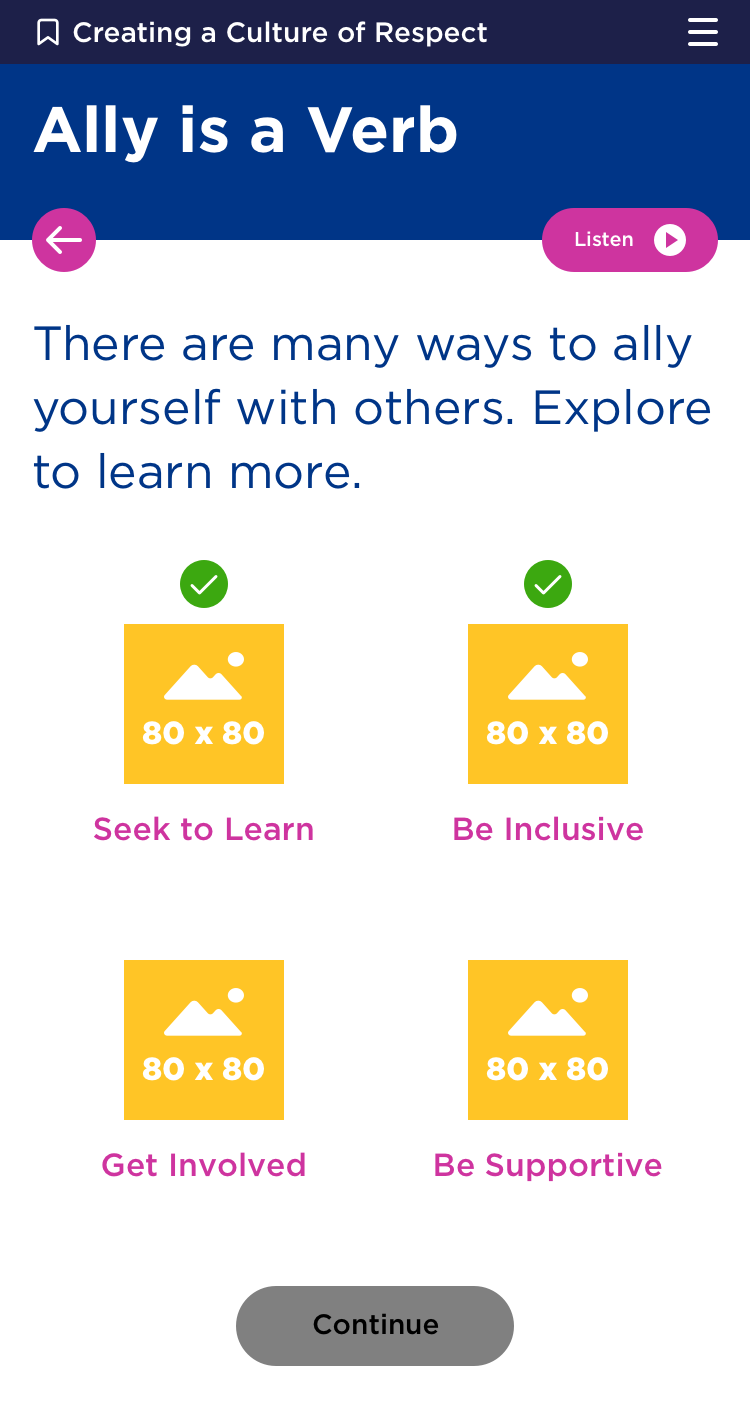 Creating a Culture of Respect
Ally is a Verb
Listen
There are many ways to ally
yourself with others. Explore
to learn more.
80 x 80
80 x 80
Seek to Learn
Be Inclusive
80 x 80
80 x 80
Get Involved
Be Supportive
Continue